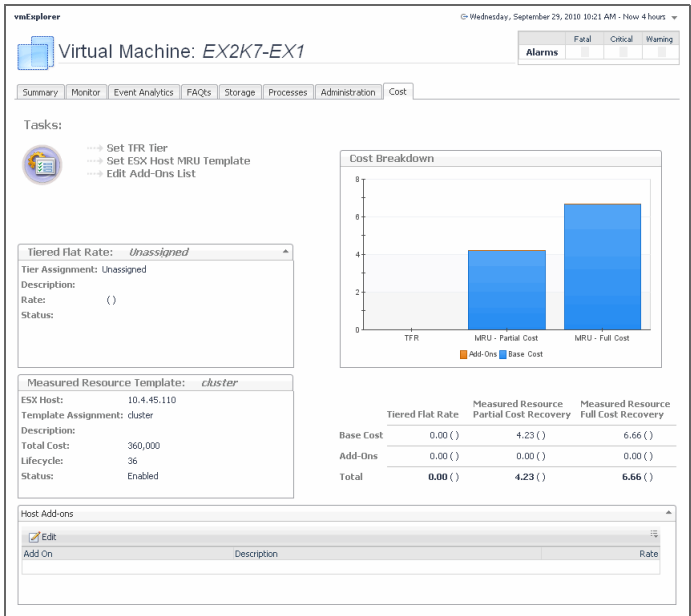 vmExplorer
Wednesday, September 29, 2010 10:21 AM - Now 4 hours
Virtual Machine: EX2K7-EX1
Fatal Critical Warning
Alarms
Summary Monitor Event Analytics FAQts Storage Processes Administration Cost
Tasks:
Set TFR Tier
Set ESX Host MRU Template
Edit Add-Ons List
Cost Breakdown
8
6
4
2
0
TFR MRU - Partial Cost MRU - Full Cost
Add-Ons Base Cost
Tiered Flat Rate: Unassigned
Tier Assignment: Unassigned
Description:
Rate: ( )
Status:
Measured Resource Template: cluster
ESX Host: 10.4.45.110
Template Assignment: cluster
Description:
Total Cost: 360,000
Lifecycle: 36
Status: Enabled
Tiered Flat Rate Measured Resource Partial Cost Recovery Measured Resource Full Cost Recovery
Base Cost 0.00 ( ) 4.23 ( ) 6.66 ( )
Add-Ons 0.00 ( ) 0.00 ( ) 0.00 ( )
Total 0.00 ( ) 4.23 ( ) 6.66 ( )
Host Add-ons
Edit
Add On Description Rate